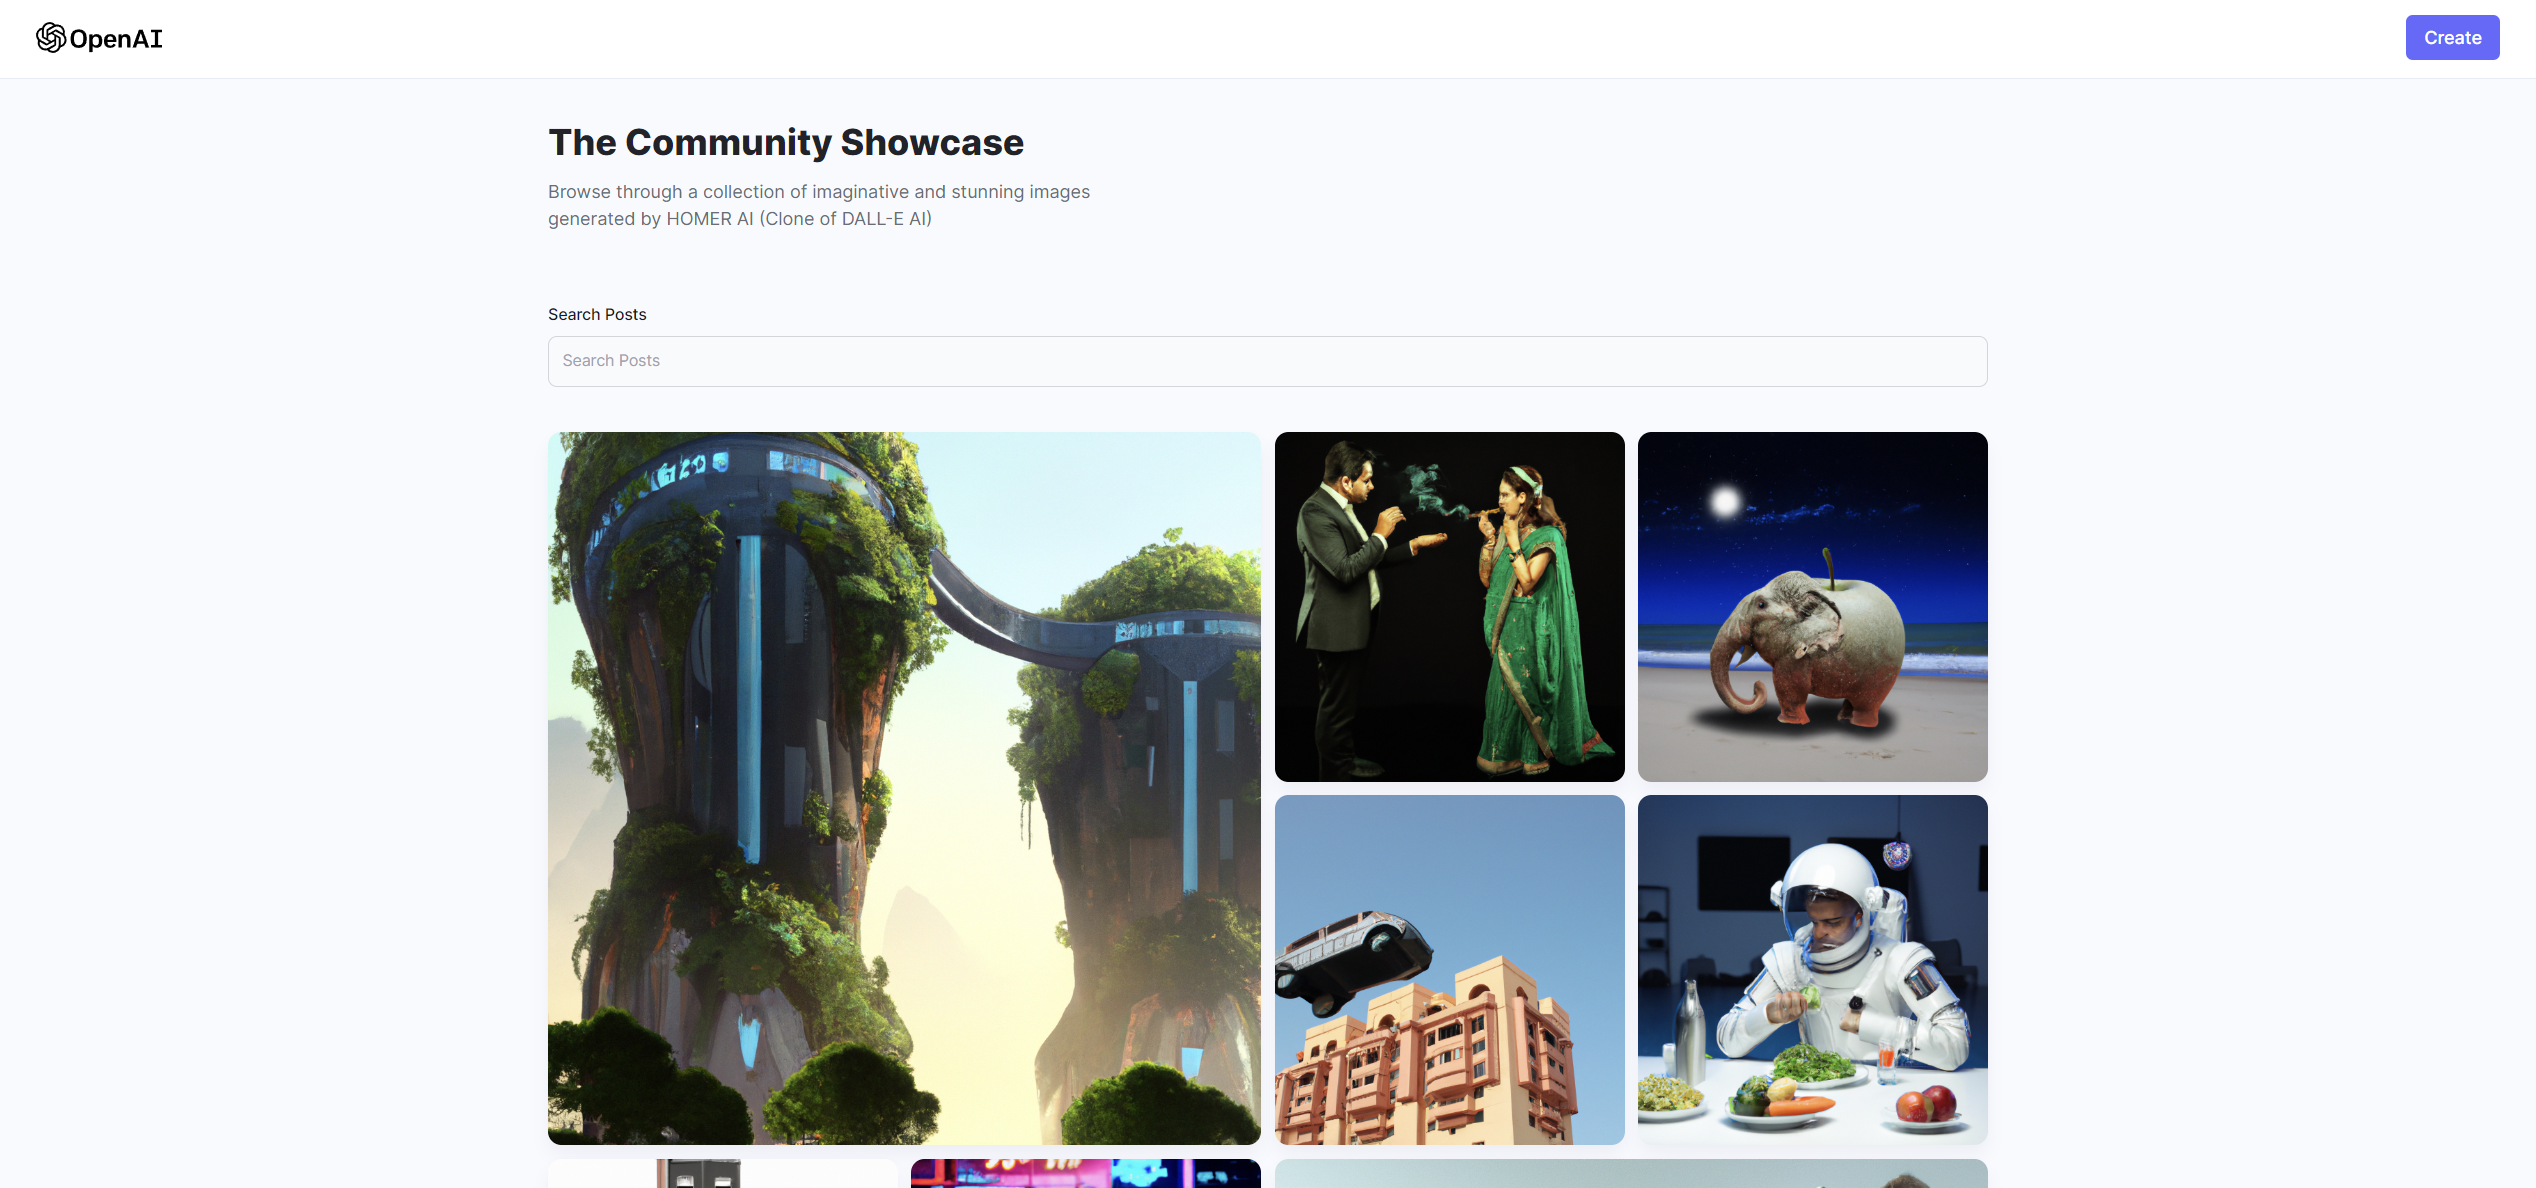 OpenAI
Create
The Community Showcase
Browse through a collection of imaginative and stunning images
generated by HOMER AI (Clone of DALL-E AI)
Search Posts
Search Posts